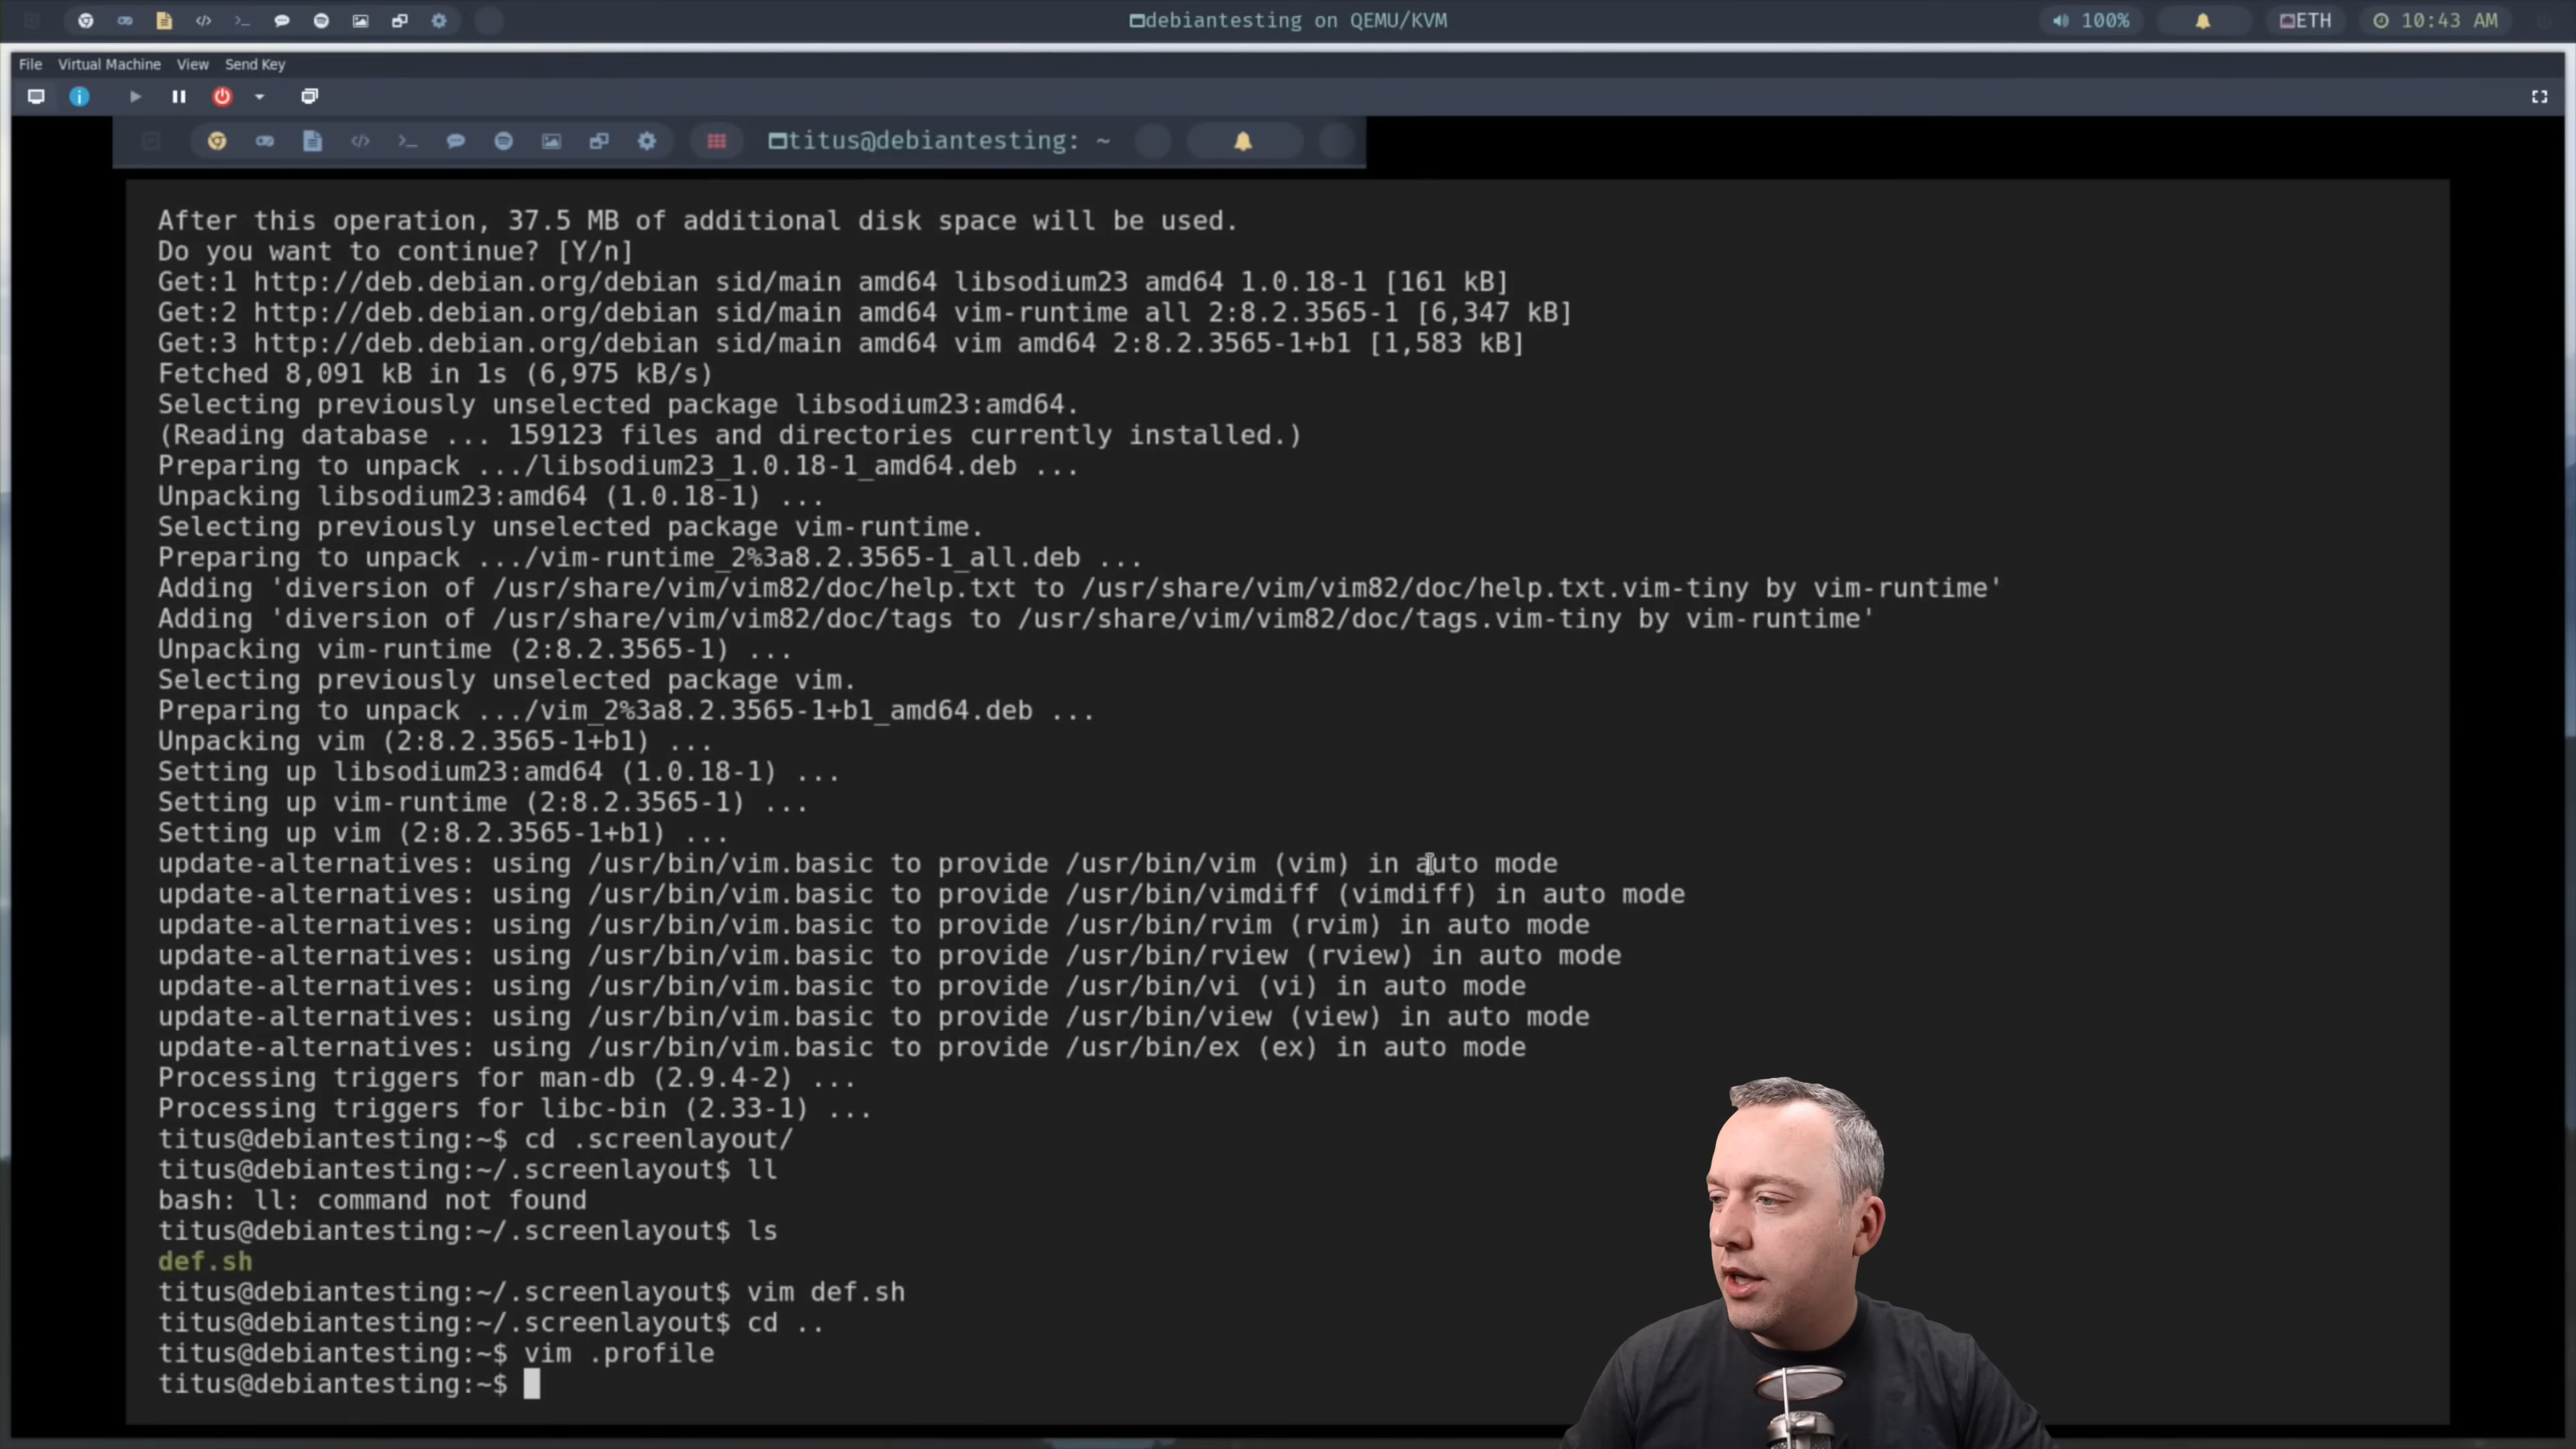 debiantesting on QEMU/KVM
100%
ETH
10:43 AM
File Virtual Machine View Send Key
titus@debiantesting: ~
After this operation, 37.5 MB of additional disk space will be used.
Do you want to continue? [Y/n]
Get:1 http://deb.debian.org/debian sid/main amd64 libsodium23 amd64 1.0.18-1 [161 kB]
Get:2 http://deb.debian.org/debian sid/main amd64 vim-runtime all 2:8.2.3565-1 [6,347 kB]
Get:3 http://deb.debian.org/debian sid/main amd64 vim amd64 2:8.2.3565-1+b1 [1,583 kB]
Fetched 8,091 kB in 1s (6,975 kB/s)
Selecting previously unselected package libsodium23:amd64.
(Reading database ... 159123 files and directories currently installed.)
Preparing to unpack .../libsodium23_1.0.18-1_amd64.deb ...
Unpacking libsodium23:amd64 (1.0.18-1) ...
Selecting previously unselected package vim-runtime.
Preparing to unpack .../vim-runtime_2%3a8.2.3565-1_all.deb ...
Adding 'diversion of /usr/share/vim/vim82/doc/help.txt to /usr/share/vim/vim82/doc/help.txt.vim-tiny by vim-runtime'
Adding 'diversion of /usr/share/vim/vim82/doc/tags to /usr/share/vim/vim82/doc/tags.vim-tiny by vim-runtime'
Unpacking vim-runtime (2:8.2.3565-1) ...
Selecting previously unselected package vim.
Preparing to unpack .../vim_2%3a8.2.3565-1+b1_amd64.deb ...
Unpacking vim (2:8.2.3565-1+b1) ...
Setting up libsodium23:amd64 (1.0.18-1) ...
Setting up vim-runtime (2:8.2.3565-1) ...
Setting up vim (2:8.2.3565-1+b1) ...
update-alternatives: using /usr/bin/vim.basic to provide /usr/bin/vim (vim) in auto mode
update-alternatives: using /usr/bin/vim.basic to provide /usr/bin/vimdiff (vimdiff) in auto mode
update-alternatives: using /usr/bin/vim.basic to provide /usr/bin/rvim (rvim) in auto mode
update-alternatives: using /usr/bin/vim.basic to provide /usr/bin/rview (rview) in auto mode
update-alternatives: using /usr/bin/vim.basic to provide /usr/bin/vi (vi) in auto mode
update-alternatives: using /usr/bin/vim.basic to provide /usr/bin/view (view) in auto mode
update-alternatives: using /usr/bin/vim.basic to provide /usr/bin/ex (ex) in auto mode
Processing triggers for man-db (2.9.4-2) ...
Processing triggers for libc-bin (2.33-1) ...
titus@debiantesting:~$ cd .screenlayout/
titus@debiantesting:~/.screenlayout$ ll
bash: ll: command not found
titus@debiantesting:~/.screenlayout$ ls
def.sh
titus@debiantesting:~/.screenlayout$ vim def.sh
titus@debiantesting:~/.screenlayout$ cd ..
titus@debiantesting:~$ vim .profile
titus@debiantesting:~$